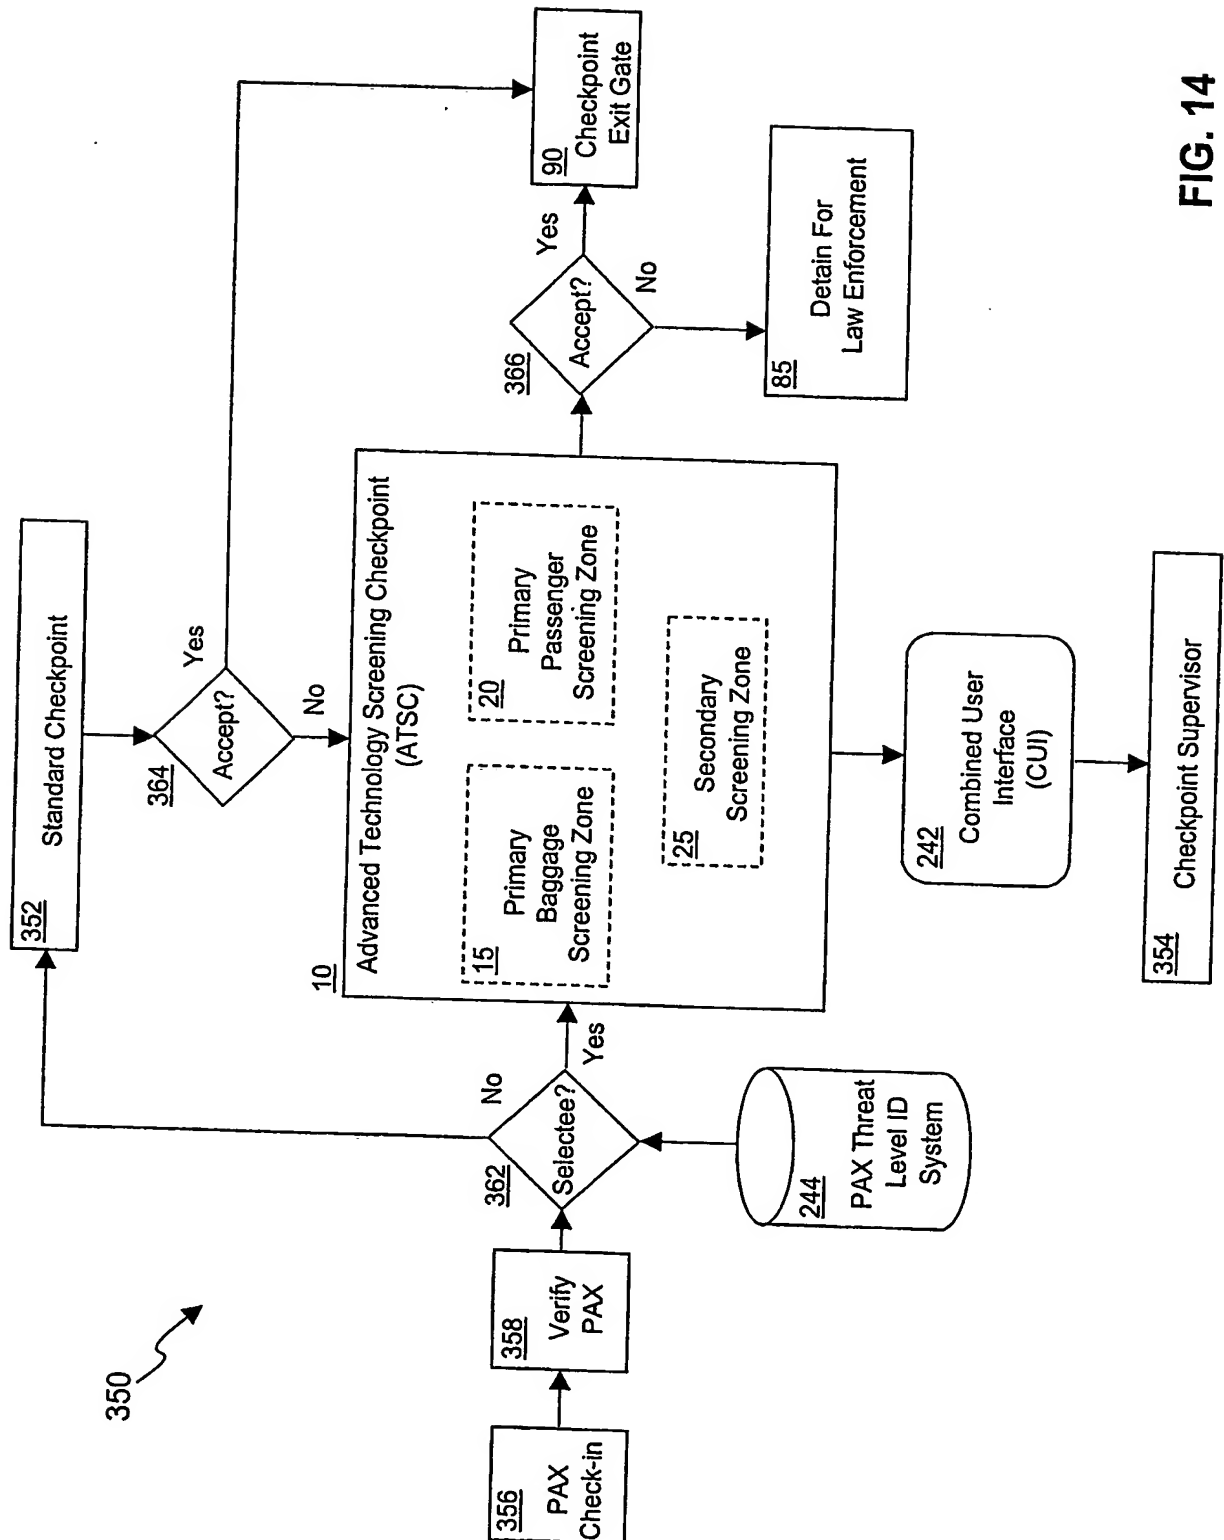 350
356
PAX
Check-in
358
Verify
PAX
362
Selectee?
No
Yes
244
PAX Threat
Level ID
System
352
Standard Checkpoint
364
Accept?
Yes
No
10
Advanced Technology Screening Checkpoint
(ATSC)
15
Primary
Baggage
Screening Zone
20
Primary
Passenger
Screening Zone
25
Secondary
Screening Zone
242
Combined User
Interface
(CUI)
354
Checkpoint Supervisor
366
Accept?
Yes
No
90
Checkpoint
Exit Gate
85
Detain For
Law Enforcement
FIG. 14